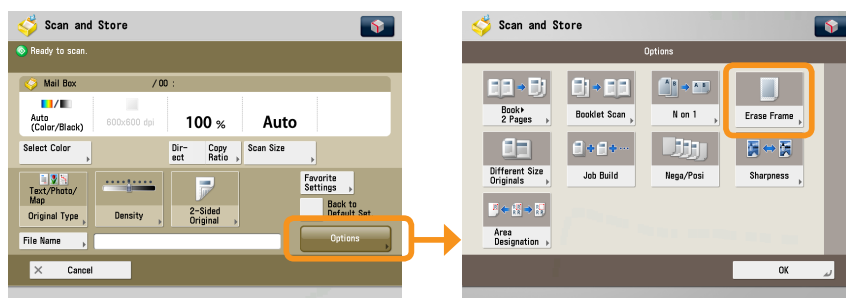 Scan and Store
Ready to scan.
Mail Box / 00 :
Auto
(Color/Black)
600x600 dpi
100 %
Auto
Select Color
Dir-
ect
Copy
Ratio
Scan Size
Text/Photo/
Map
Original Type
Density
2-Sided
Original
Favorite
Settings
Back to
Default Set.
File Name
Options
Cancel
Scan and Store
Options
Book
2 Pages
Booklet Scan
A B
A B
N on 1
Erase Frame
Different Size
Originals
Job Build
Nega/Posi
Sharpness
Area
Designation
OK